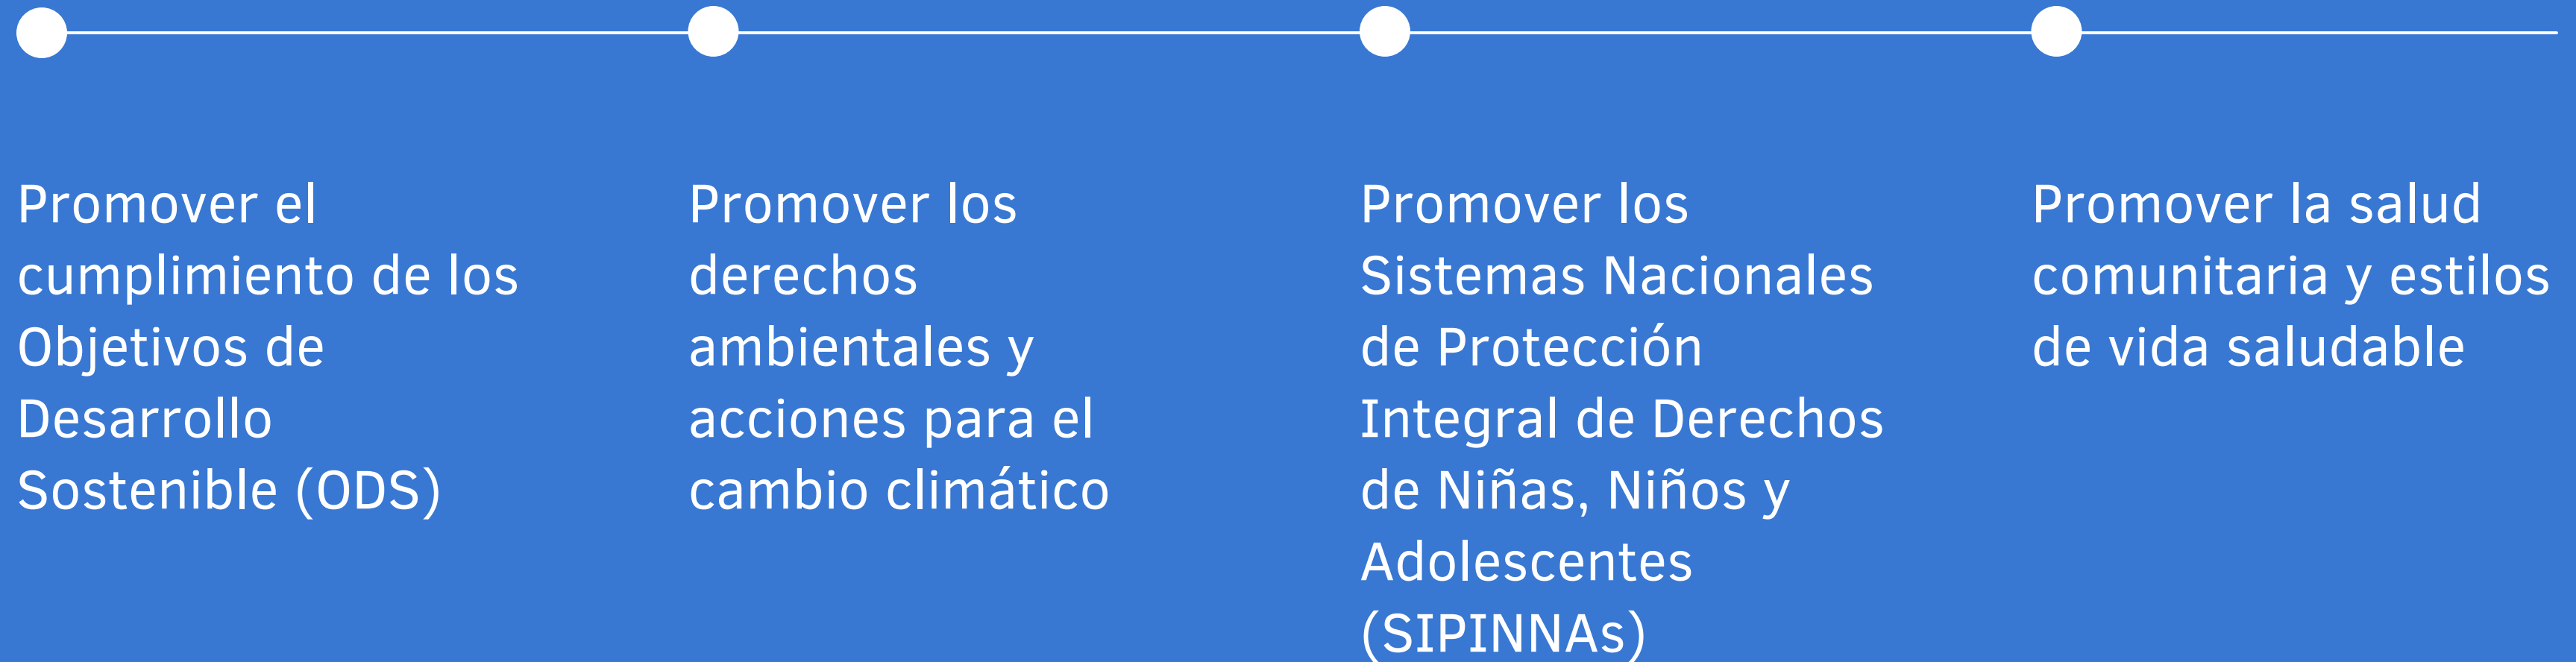 Promover el
cumplimiento de los
Objetivos de
Desarrollo
Sostenible (ODS)
Promover los
derechos
ambientales y
acciones para el
cambio climático
Promover los
Sistemas Nacionales
de Protección
Integral de Derechos
de Niñas, Niños y
Adolescentes
(SIPINNAs)
Promover la salud
comunitaria y estilos
de vida saludable